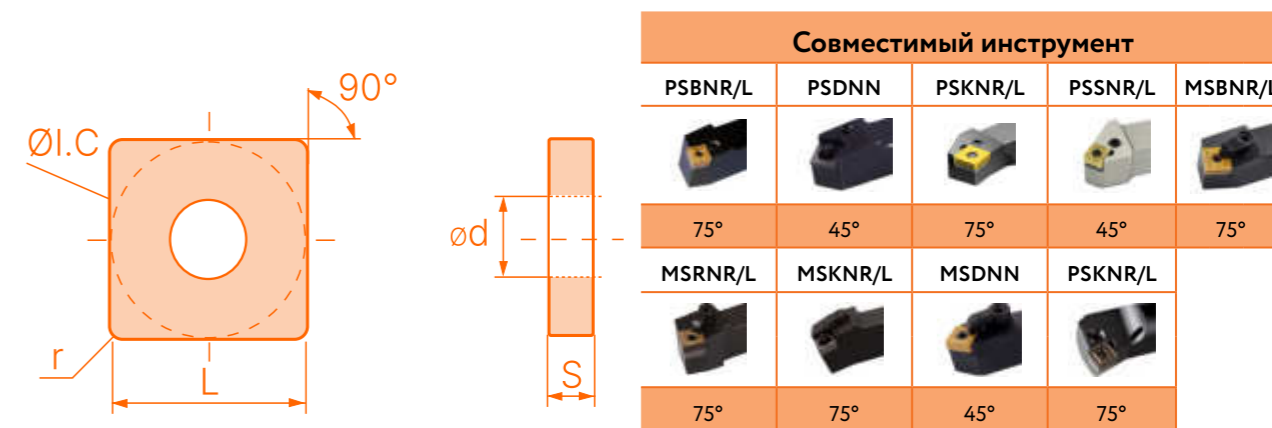 90°
ØI.C
r
L
ød
S
Совместимый инструмент
PSBNR/L PSDNN PSKNR/L PSSNR/L MSBNR/L
75° 45° 75° 45° 75°
MSRNR/L MSKNR/L MSDNN PSKNR/L
75° 75° 45° 75°